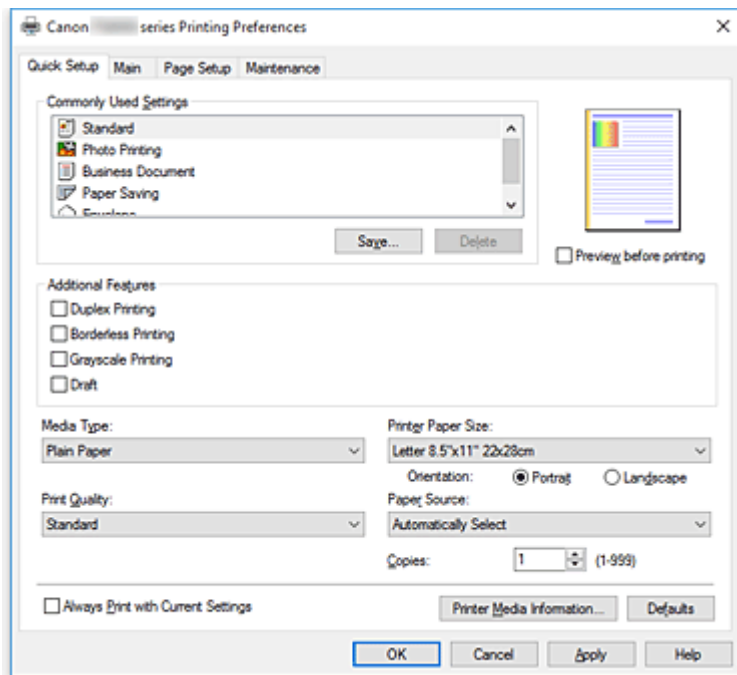 Canon series Printing Preferences
Quick Setup Main Page Setup Maintenance
Commonly Used Settings
Standard
Photo Printing
Business Document
Paper Saving
Envelope
Save... Delete
Preview before printing
Additional Features
Duplex Printing
Borderless Printing
Grayscale Printing
Draft
Media Type: Printer Paper Size:
Plain Paper Letter 8.5"x11" 22x28cm
Orientation: Portrait Landscape
Print Quality: Paper Source:
Standard Automatically Select
Copies: 1 (1-999)
Always Print with Current Settings Printer Media Information... Defaults
OK Cancel Apply Help